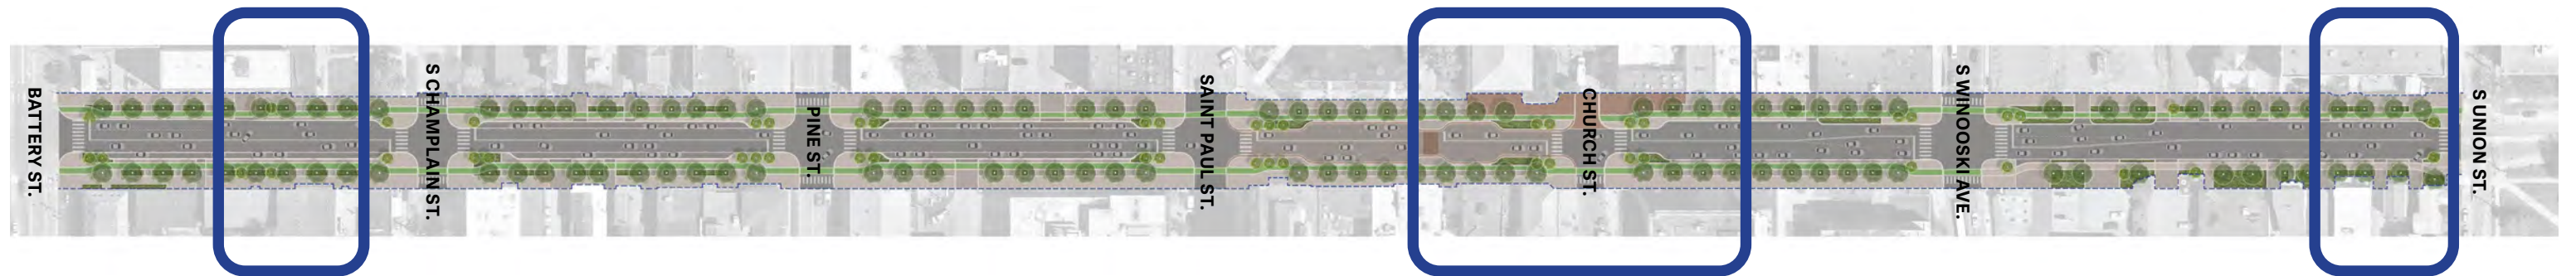 BATTERY ST.
S CHAMPLAIN ST.
PINE ST.
SAINT PAUL ST.
CHURCH ST.
S WINOOSKI AVE.
S UNION ST.